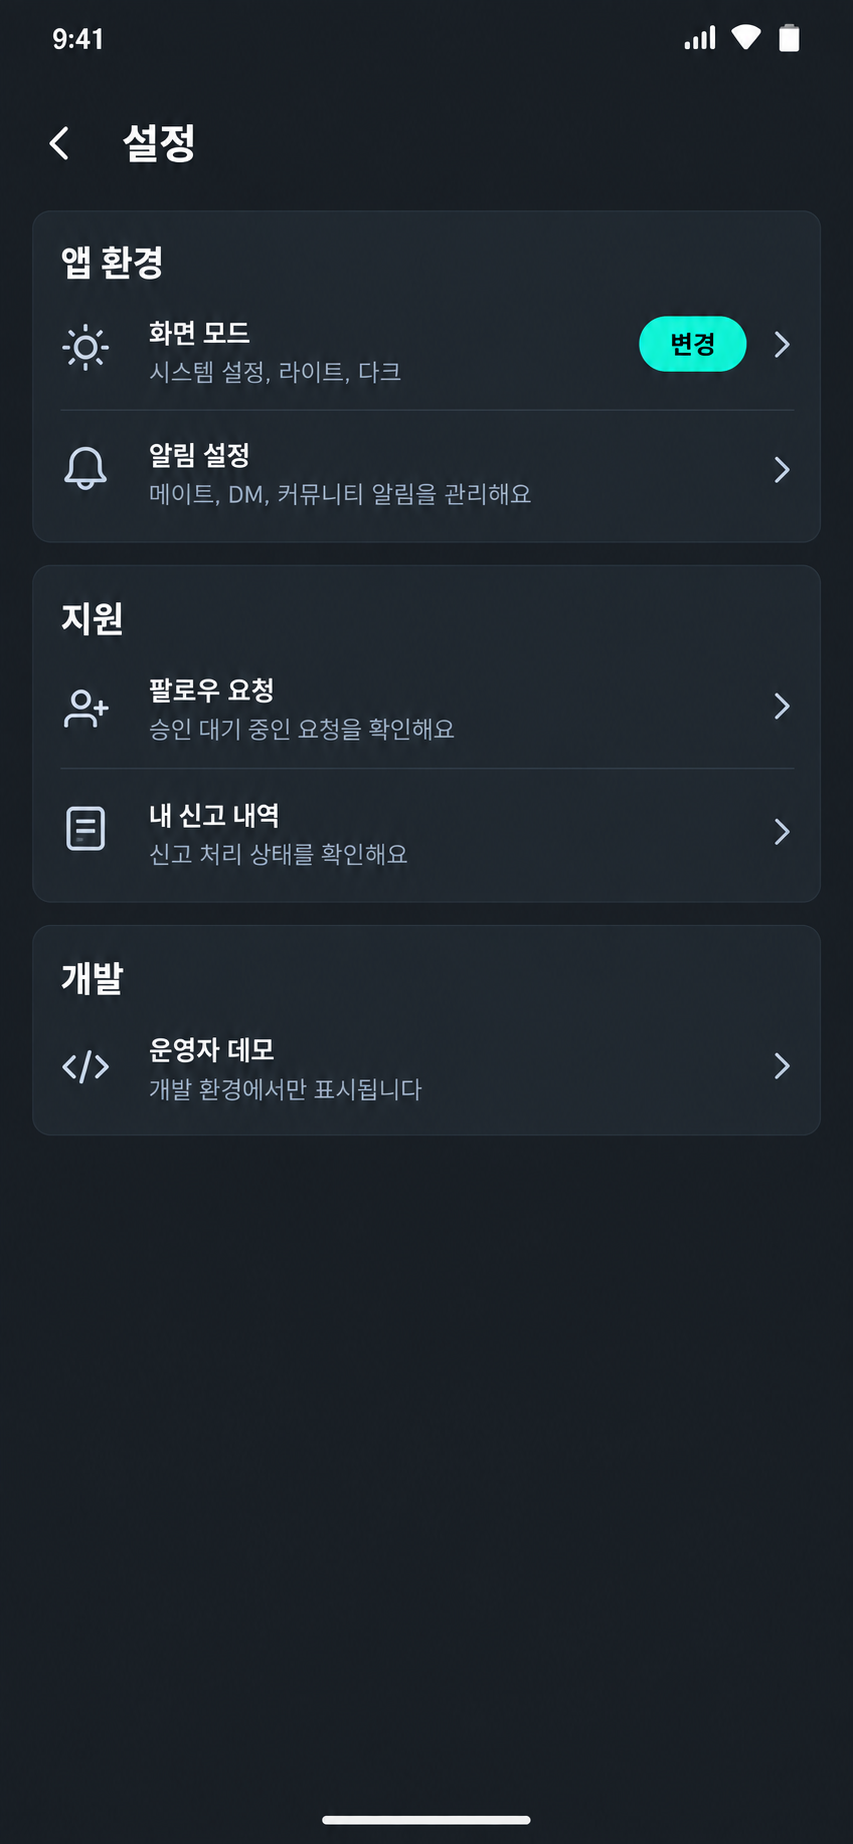 9:41
설정
앱 환경
화면 모드
시스템 설정, 라이트, 다크
변경
알림 설정
메이트, DM, 커뮤니티 알림을 관리해요
지원
팔로우 요청
승인 대기 중인 요청을 확인해요
내 신고 내역
신고 처리 상태를 확인해요
개발
운영자 데모
개발 환경에서만 표시됩니다